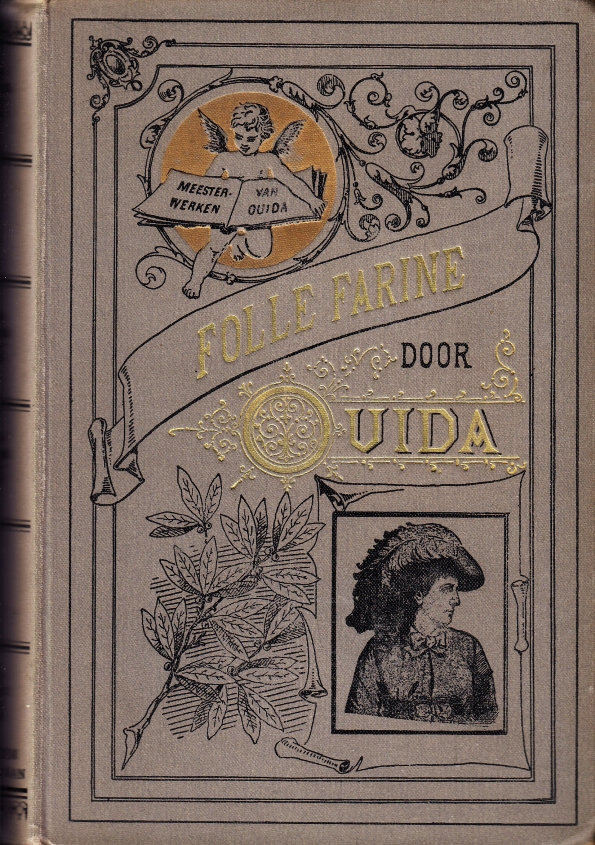 MEESTER-
WERKEN
VAN
OUIDA
FOLLE FARINE
DOOR
OUIDA